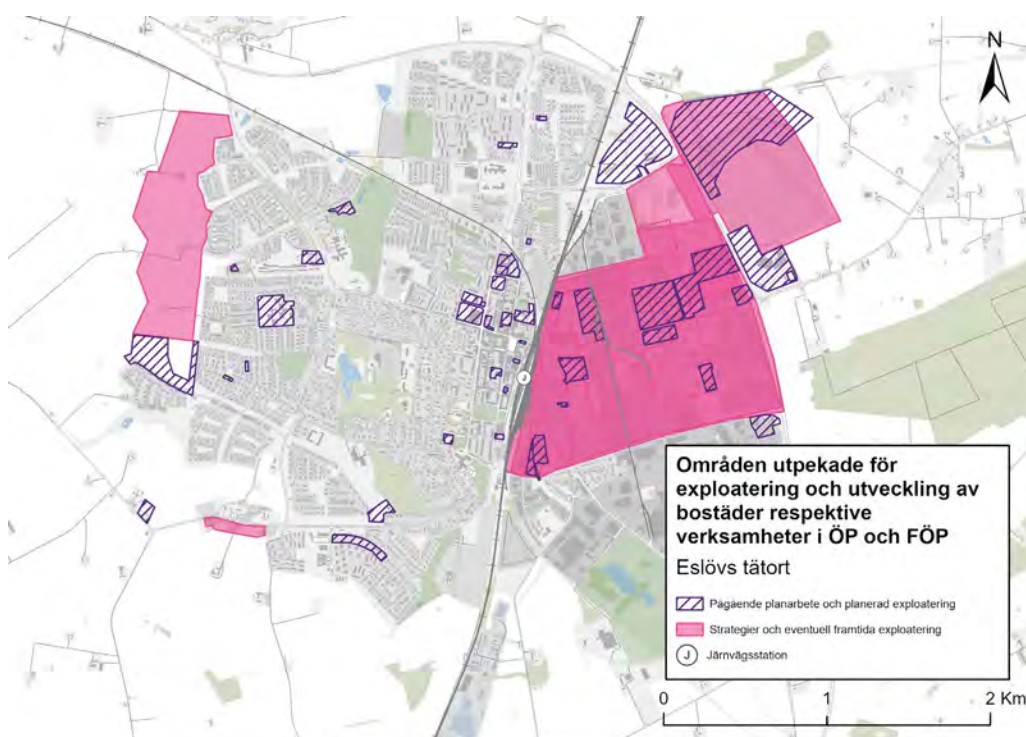 N
J
Områden utpekade för
exploatering och utveckling av
bostäder respektive
verksamheter i ÖP och FÖP
Eslövs tätort
Pågående planarbete och planerad exploatering
Strategier och eventuell framtida exploatering
J Järnvägsstation
0 1 2 Km